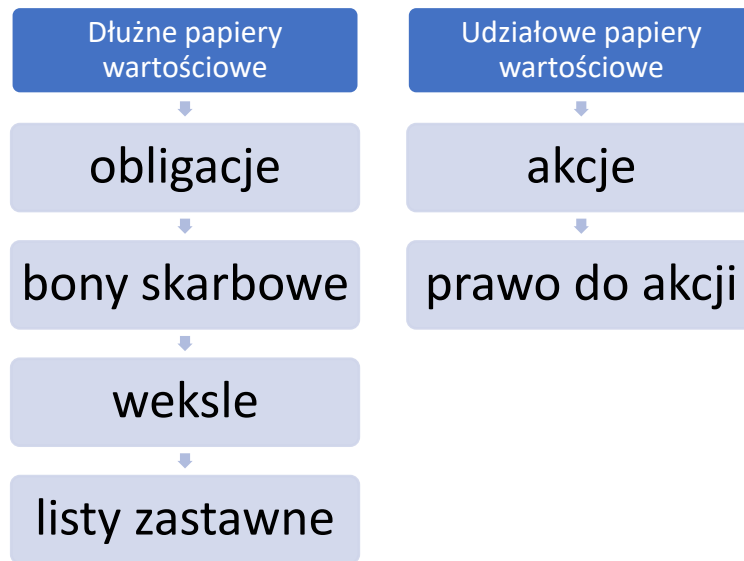 Dłużne papiery
wartościowe
obligacje
bony skarbowe
weksle
listy zastawne
Udziałowe papiery
wartościowe
akcje
prawo do akcji